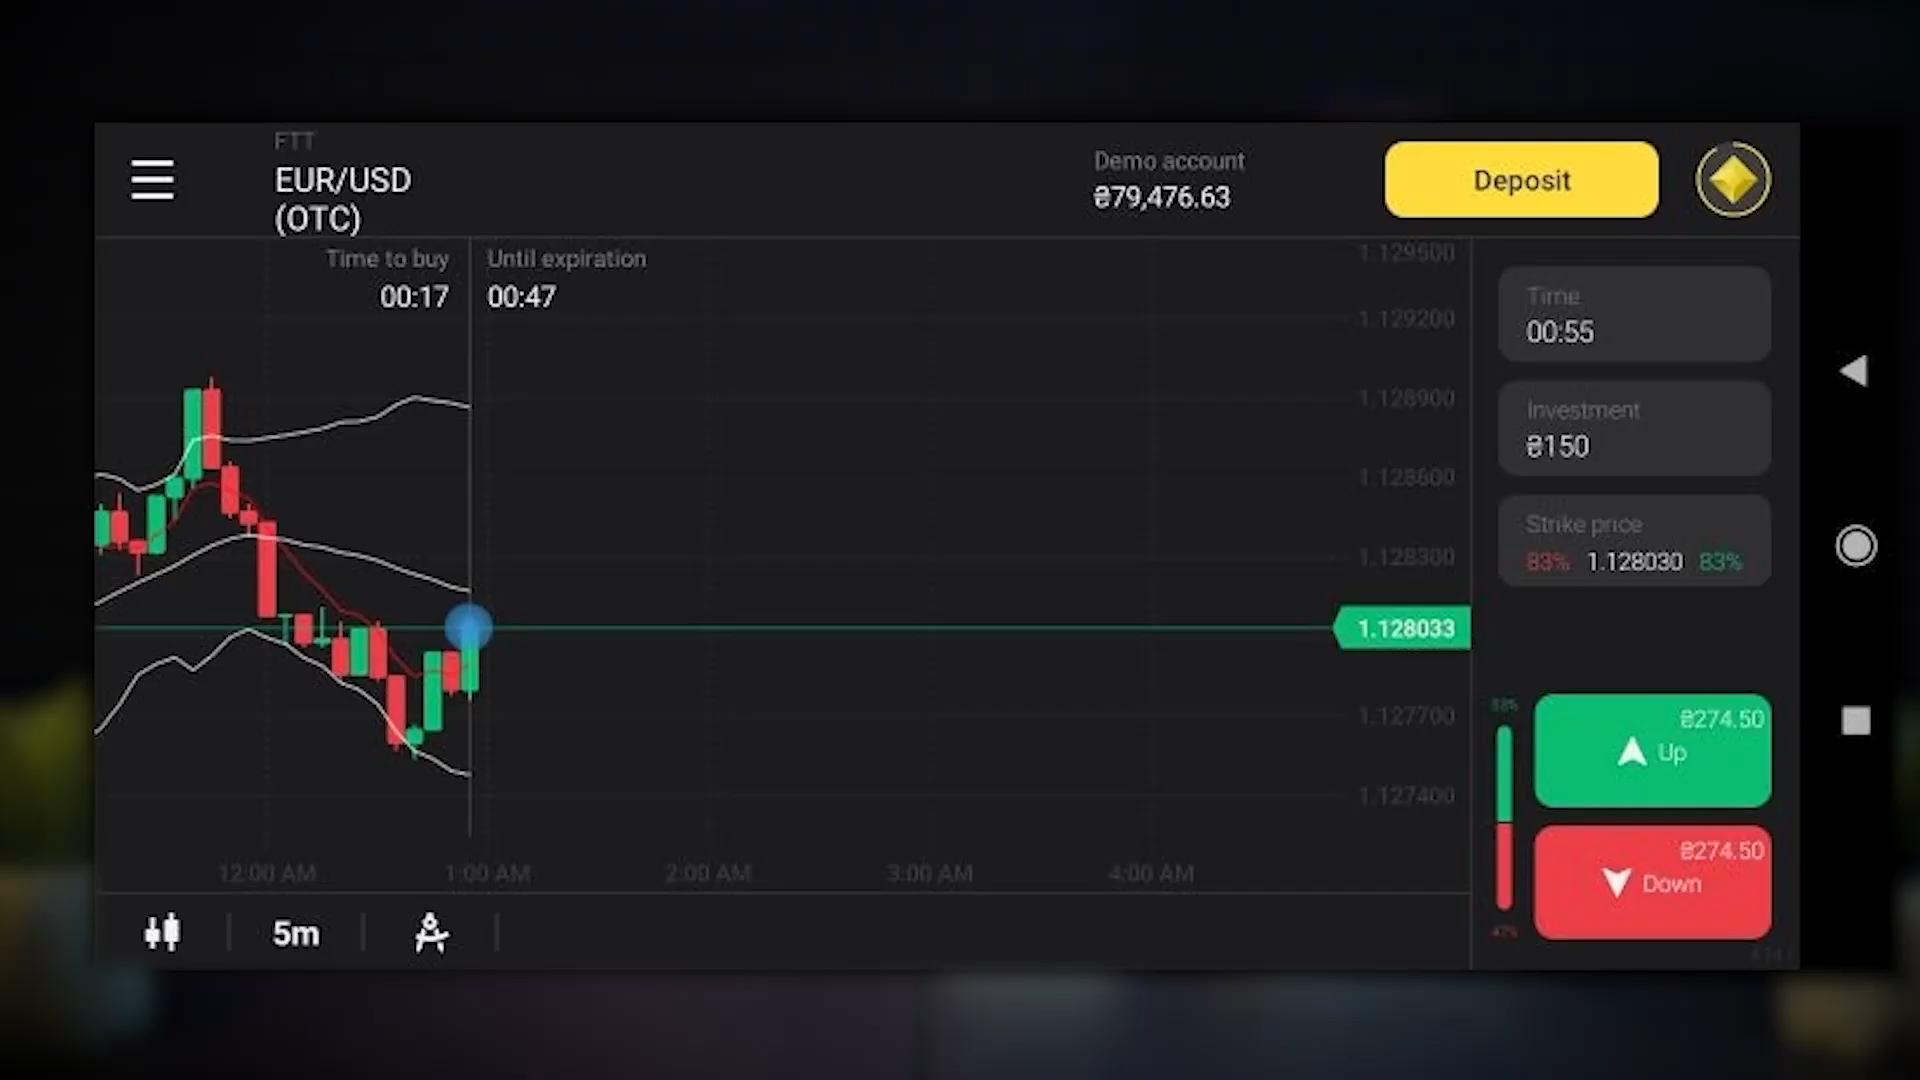 FTT
EUR/USD
(OTC)
Demo account
₴79,476.63
Deposit
Time to buy
00:17
Until expiration
00:47
1.129500
1.129200
1.128900
1.128600
1.128300
1.128033
1.127700
1.127400
Time
00:55
Investment
₴150
Strike price
83% 1.128030 83%
₴274.50
Up
₴274.50
Down
12:00 AM
1:00 AM
2:00 AM
3:00 AM
4:00 AM
5m